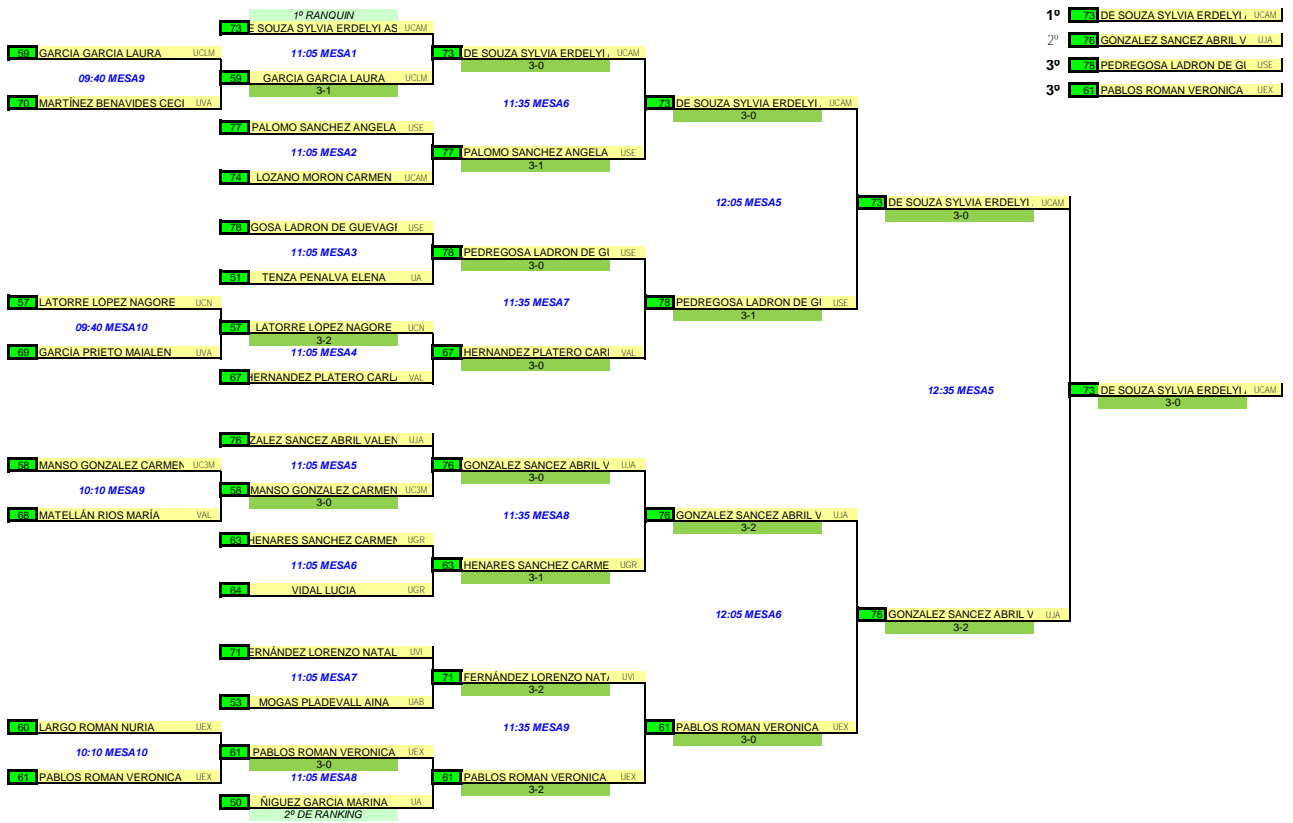 1º RANQUIN
1º 73 DE SOUZA SYLVIA ERDELYI UCAM
73 E SOUZA SYLVIA ERDELYI AS UCAM
2º 76 GONZALEZ SANCEZ ABRIL V UJA
59 GARCIA GARCIA LAURA UCLM
11:05 MESA1
73 DE SOUZA SYLVIA ERDELYI UCAM
3-0
3º 78 PEDREGOSA LADRON DE GU USE
09:40 MESA9
59 GARCIA GARCIA LAURA UCLM
3-1
3º 61 PABLOS ROMAN VERONICA UEX
70 MARTÍNEZ BENAVIDES CECI UVA
11:35 MESA6
73 DE SOUZA SYLVIA ERDELYI UCAM
3-0
77 PALOMO SANCHEZ ANGELA USE
11:05 MESA2
77 PALOMO SANCHEZ ANGELA USE
3-1
74 LOZANO MORON CARMEN UCAM
12:05 MESA5
73 DE SOUZA SYLVIA ERDELYI UCAM
3-0
78 GOSA LADRON DE GUEVAGF USE
11:05 MESA3
78 PEDREGOSA LADRON DE GU USE
3-0
51 TENZA PENALVA ELENA UA
57 LATORRE LÓPEZ NAGORE UCN
11:35 MESA7
78 PEDREGOSA LADRON DE GU USE
3-1
09:40 MESA10
57 LATORRE LÓPEZ NAGORE UCN
3-2
69 GARCÍA PRIETO MAIALEN UVA
11:05 MESA4
67 HERNANDEZ PLATERO CARL VAL
3-0
67 HERNANDEZ PLATERO CARL VAL
12:35 MESA5
73 DE SOUZA SYLVIA ERDELYI UCAM
3-0
76 ZALEZ SANCEZ ABRIL VALEN UJA
58 MANSO GONZALEZ CARMEN UC3M
11:05 MESA5
76 GONZALEZ SANCEZ ABRIL V UJA
3-0
10:10 MESA9
58 MANSO GONZALEZ CARMEN UC3M
3-0
68 MATELLÁN RIOS MARÍA VAL
11:35 MESA8
76 GONZALEZ SANCEZ ABRIL V UJA
3-2
63 HENARES SANCHEZ CARMEN UGR
11:05 MESA6
63 HENARES SANCHEZ CARME UGR
3-1
64 VIDAL LUCIA UGR
12:05 MESA6
76 GONZALEZ SANCEZ ABRIL V UJA
3-2
71 ERNÁNDEZ LORENZO NATAL UVI
11:05 MESA7
71 FERNÁNDEZ LORENZO NATA UVI
3-2
53 MOGAS PLADEVALL AINA UAB
60 LARGO ROMAN NURIA UEX
11:35 MESA9
61 PABLOS ROMAN VERONICA UEX
3-0
10:10 MESA10
61 PABLOS ROMAN VERONICA UEX
3-0
61 PABLOS ROMAN VERONICA UEX
11:05 MESA8
61 PABLOS ROMAN VERONICA UEX
3-2
50 ÑIGUEZ GARCIA MARINA UA
2º DE RANKING